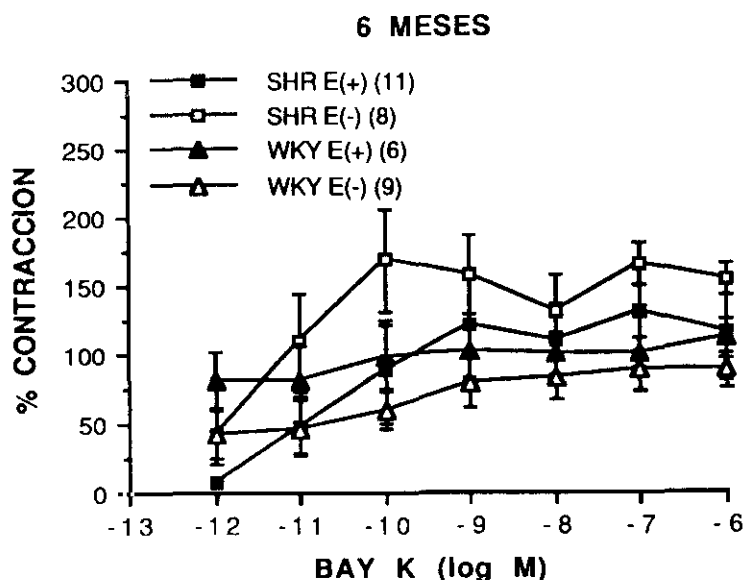 6 MESES
300
250
200
150
100
50
0
% CONTRACCION
SHR E(+) (11)
SHR E(-) (8)
WKY E(+) (6)
WKY E(-) (9)
-13 -12 -11 -10 -9 -8 -7 -6
BAY K (log M)